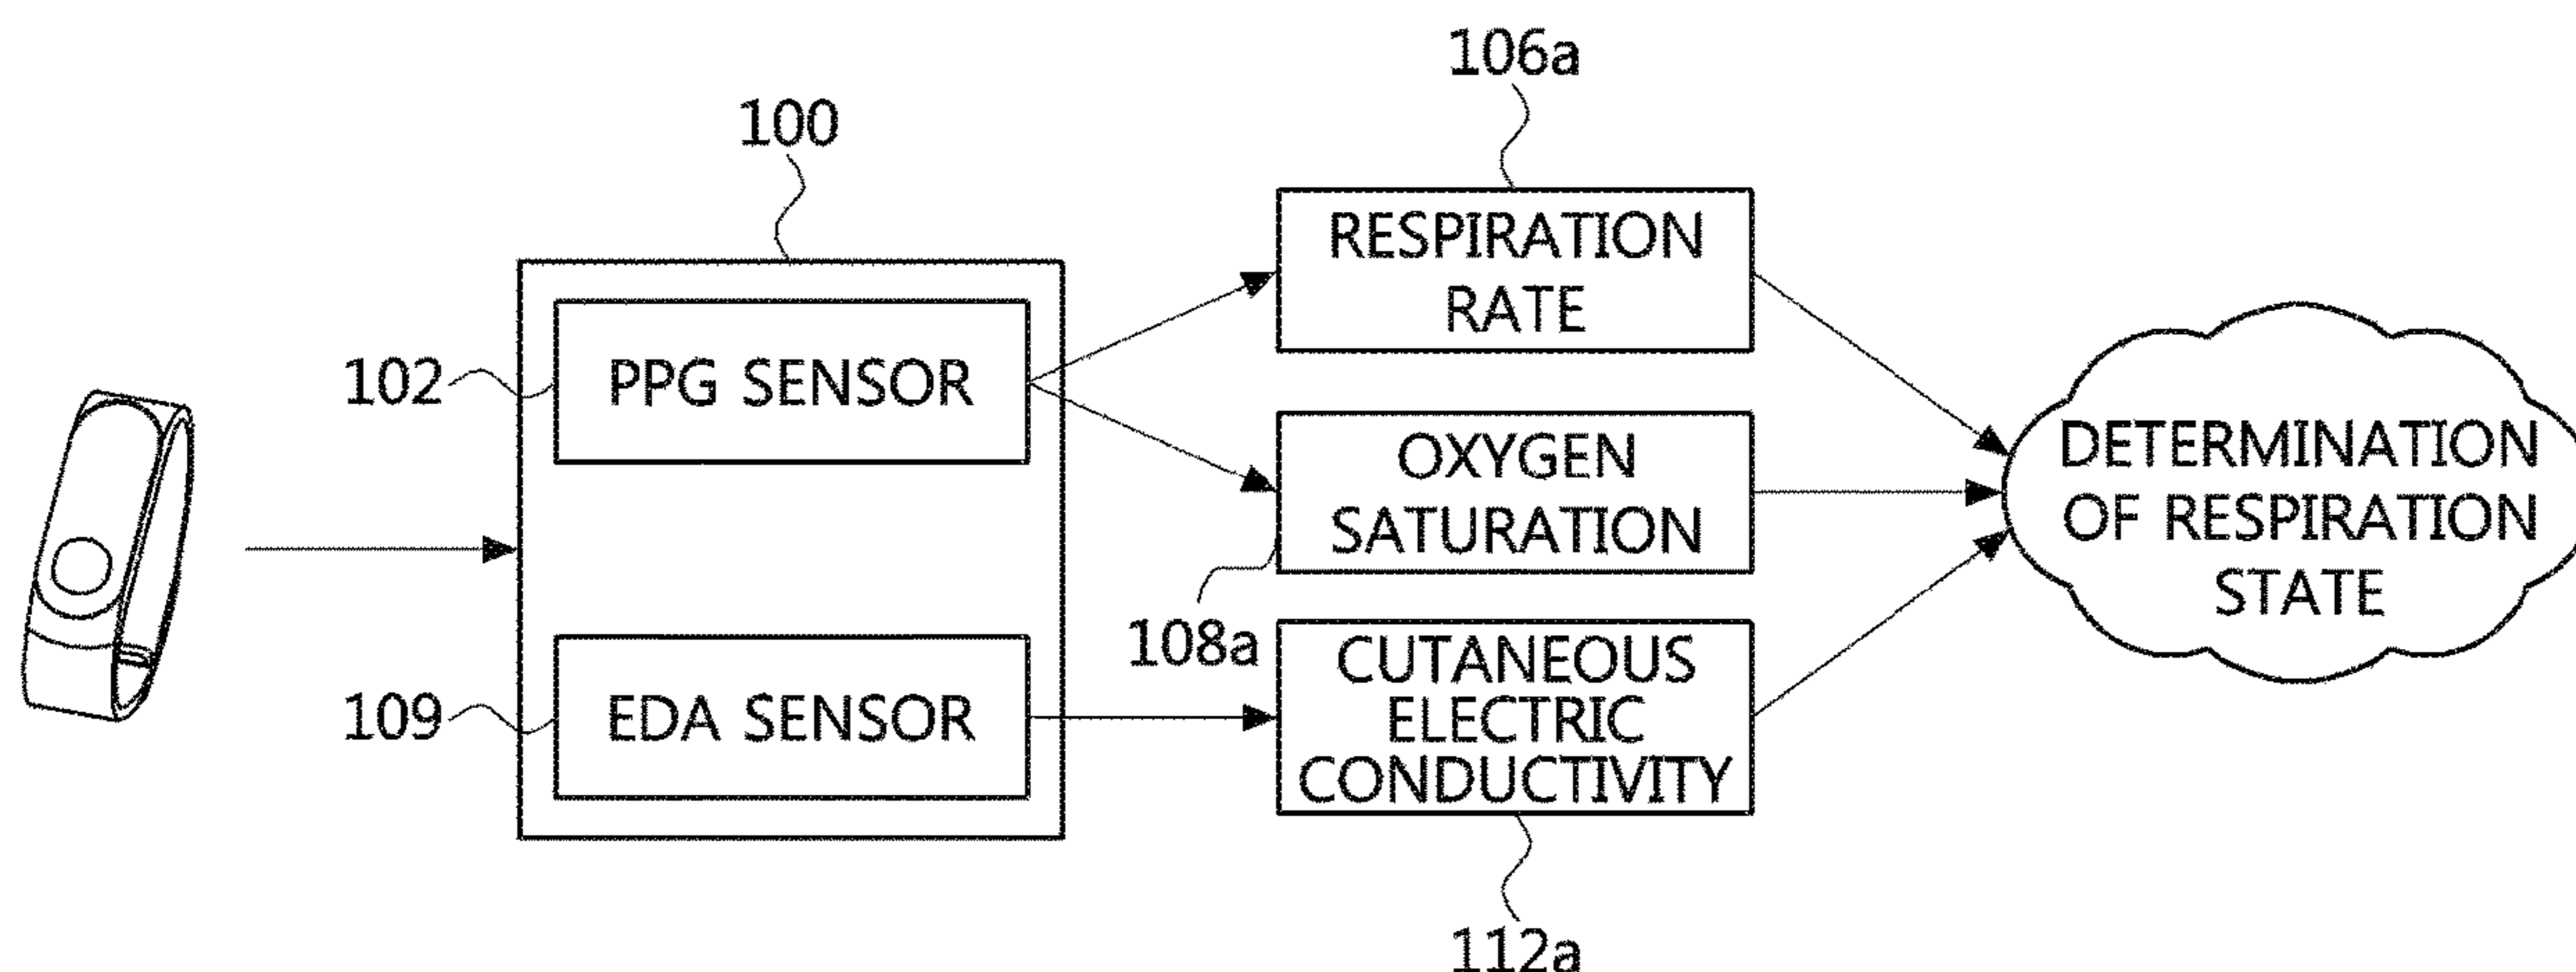 106a
100
RESPIRATION
RATE
102
PPG SENSOR
OXYGEN
SATURATION
DETERMINATION
OF RESPIRATION
STATE
108a
109
EDA SENSOR
CUTANEOUS
ELECTRIC
CONDUCTIVITY
112a